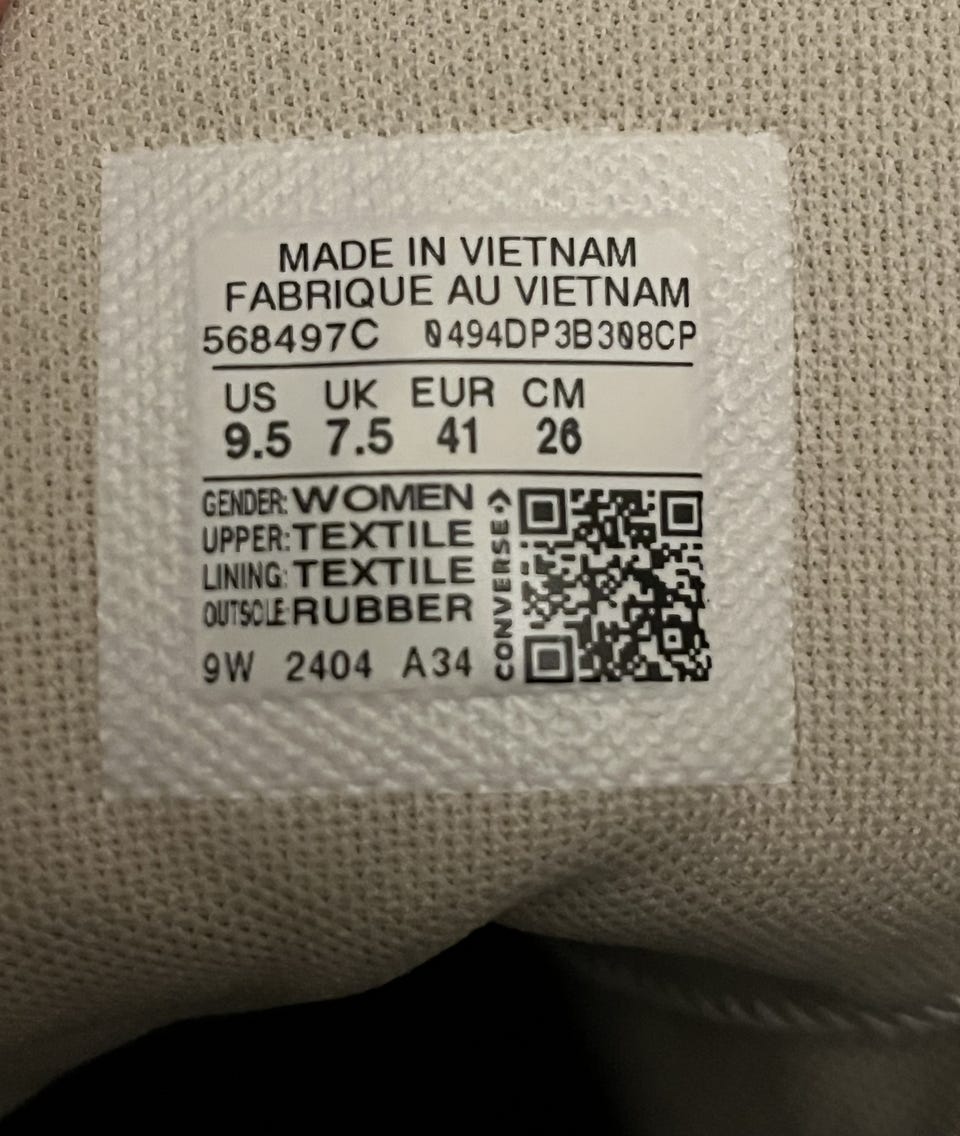 MADE IN VIETNAM
FABRIQUE AU VIETNAM
568497C 0494DP3B308CP
US UK EUR CM
9.5 7.5 41 26
GENDER: WOMEN
UPPER: TEXTILE
LINING: TEXTILE
OUTSOLE: RUBBER
9W 2404 A34
CONVERSE